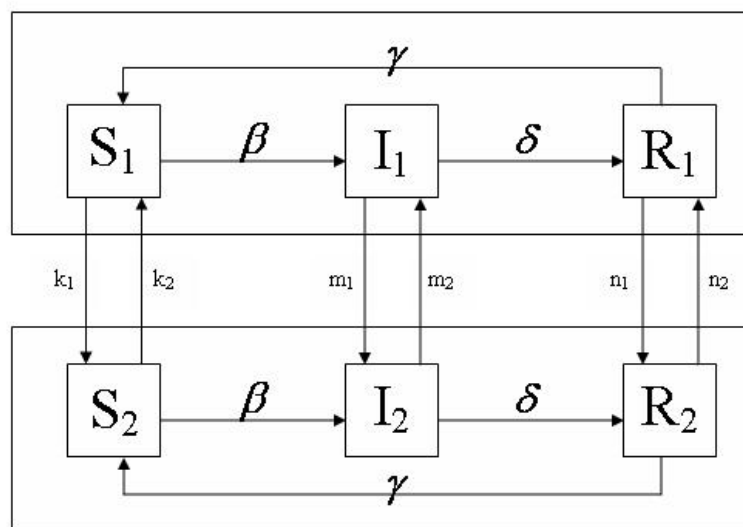 γ
S₁ β I₁ δ R₁
k₁ k₂ m₁ m₂ n₁ n₂
S₂ β I₂ δ R₂
γ